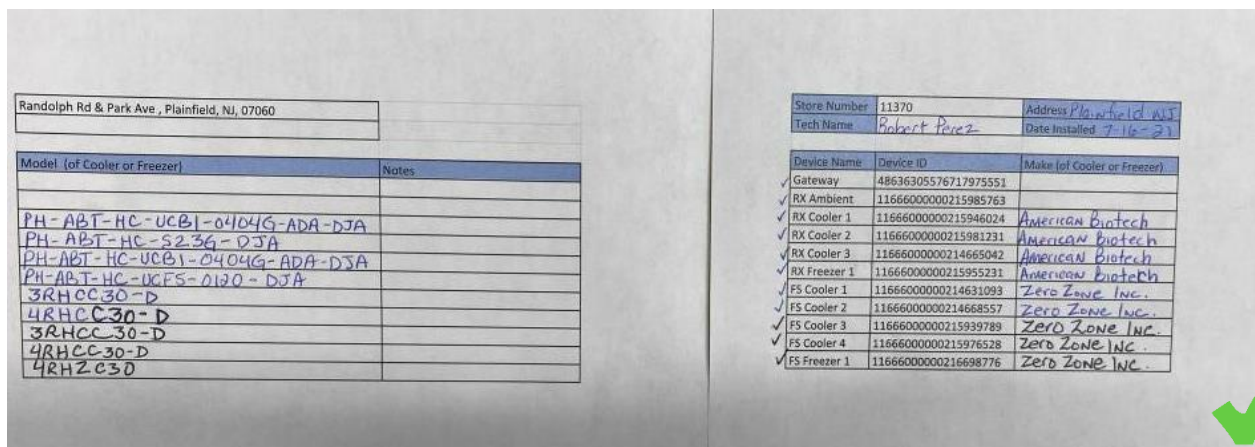 Randolph Rd & Park Ave , Plainfield, NJ, 07060
Model (of Cooler or Freezer) Notes
PH-ABT-HC-UCBI-0404G-ADA-DJA
PH-ABT-HC-S23G-DJA
PH-ABT-HC-UCBI-0404G-ADA-DJA
PH-ABT-HC-UCFS-0120-DJA
3RHCC30-D
4RHCC30-D
3RHCC30-D
4RHCC30-D
4RHZC30
Store Number 11370 Address Plainfield NJ
Tech Name Robert Perez Date Installed 7-16-21
Device Name Device ID Make (of Cooler or Freezer)
Gateway 48636305576717975551
RX Ambient 11666000000215985763
RX Cooler 1 11666000000215946024 American Biotech
RX Cooler 2 11666000000215981231 American Biotech
RX Cooler 3 11666000000214665042 American Biotech
RX Freezer 1 11666000000215955231 American Biotech
FS Cooler 1 11666000000214631093 Zero Zone Inc.
FS Cooler 2 11666000000214668557 Zero Zone Inc.
FS Cooler 3 11666000000215939789 Zero Zone Inc.
FS Cooler 4 11666000000215976528 Zero Zone Inc.
FS Freezer 1 11666000000216698776 Zero Zone Inc.